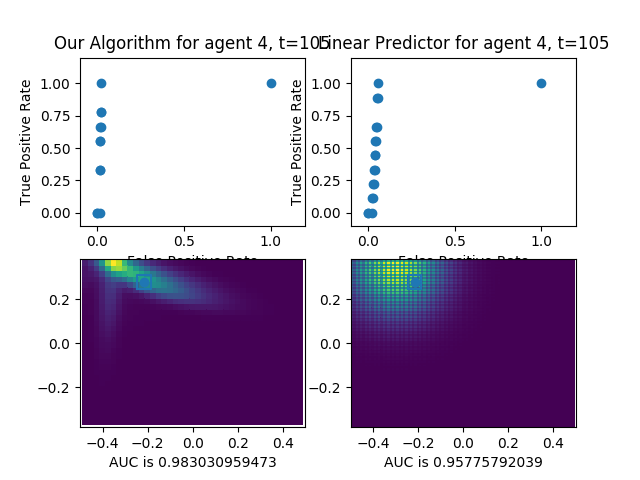 Our Algorithm for agent 4, t=105
Linear Predictor for agent 4, t=105
True Positive Rate
1.00
0.75
0.50
0.25
0.00
0.0 0.5 1.0
False Positive Rate
True Positive Rate
1.00
0.75
0.50
0.25
0.00
0.0 0.5 1.0
False Positive Rate
0.2
0.0
−0.2
−0.4 −0.2 0.0 0.2 0.4
AUC is 0.983030959473
0.2
0.0
−0.2
−0.4 −0.2 0.0 0.2 0.4
AUC is 0.95775792039